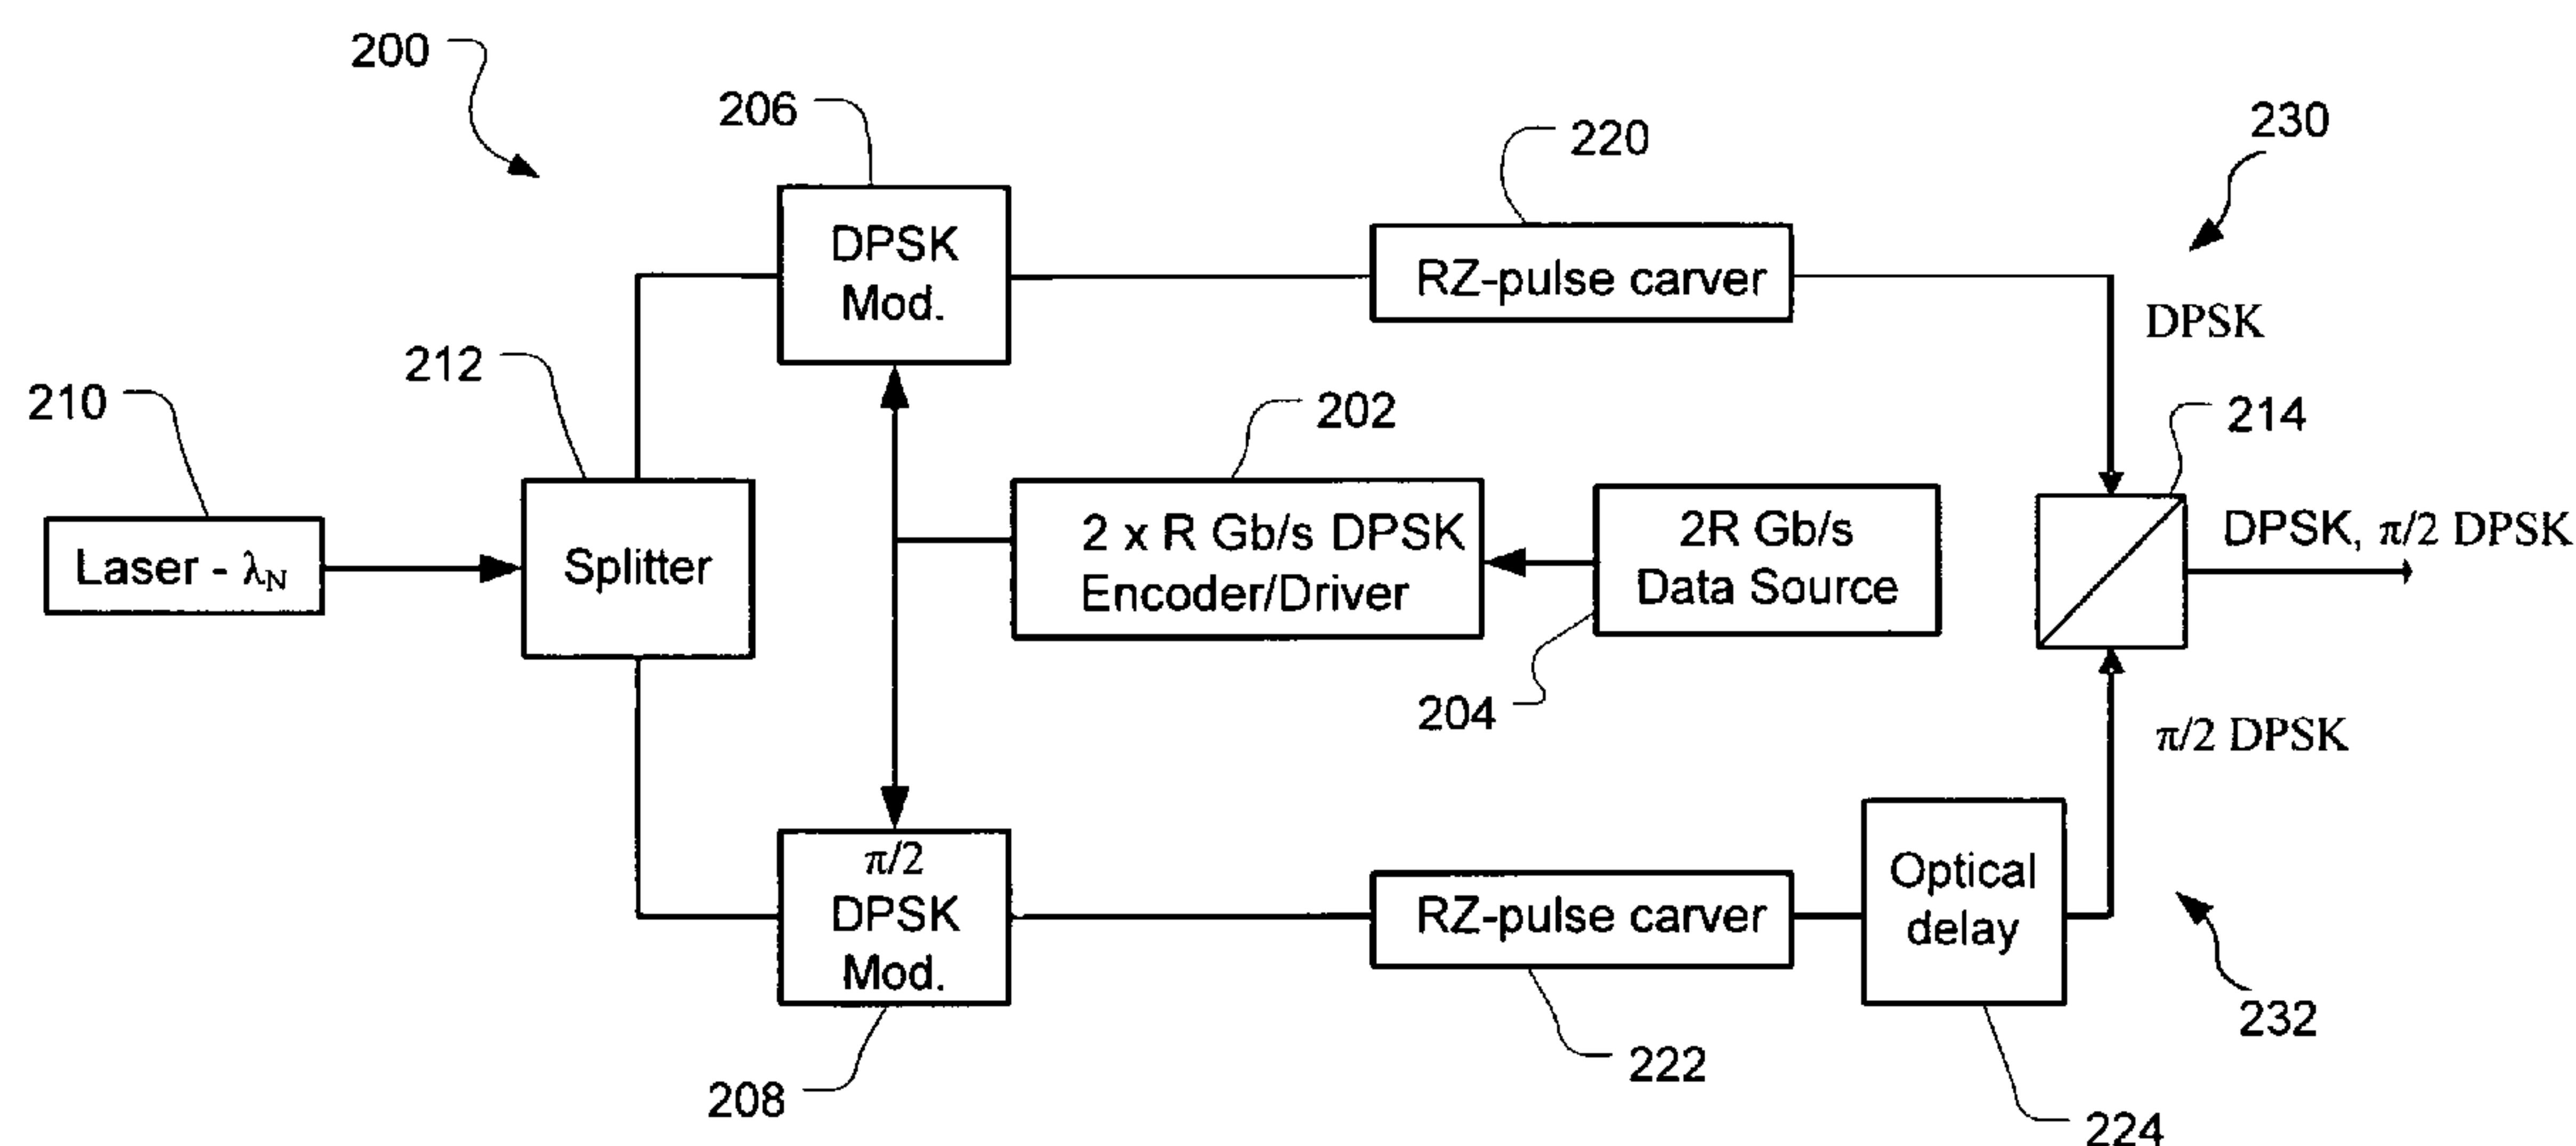 200
206
220
230
DPSK
Mod.
RZ-pulse carver
DPSK
212
210
202
214
Laser - λN
Splitter
2 x R Gb/s DPSK
Encoder/Driver
2R Gb/s
Data Source
DPSK, π/2 DPSK
204
π/2 DPSK
π/2
DPSK
Mod.
RZ-pulse carver
Optical
delay
232
222
208
224